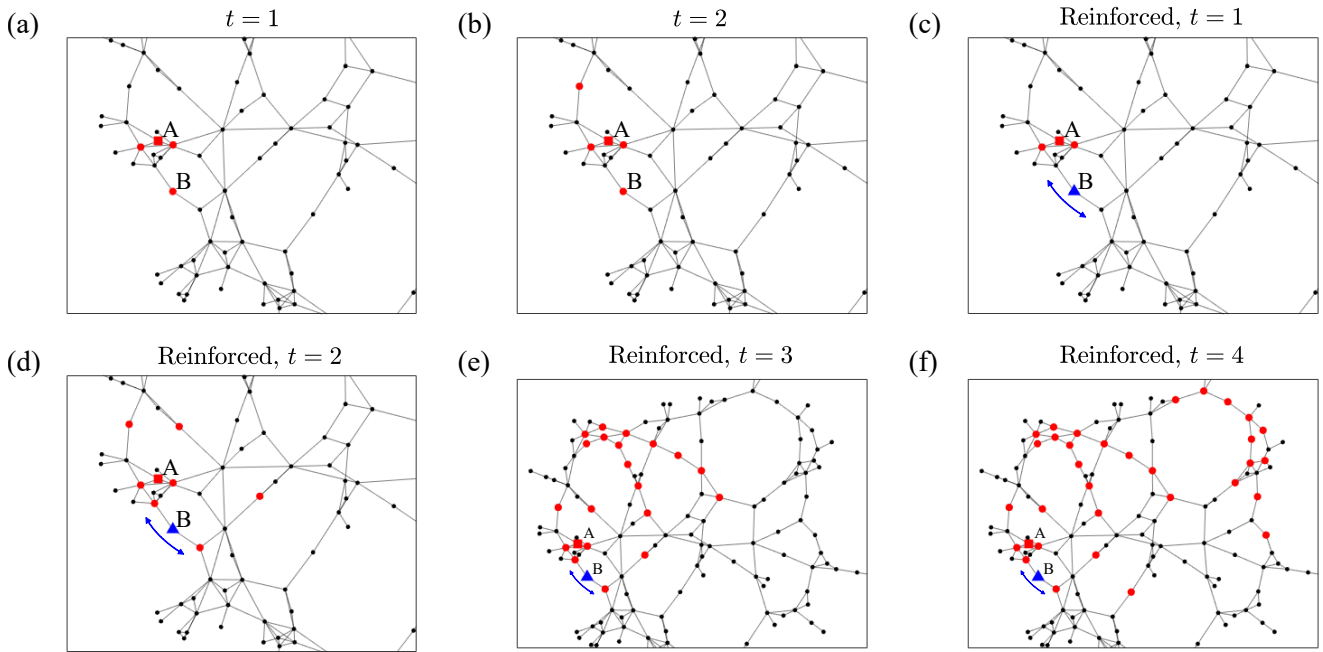 (a) t = 1
A
B
(b) t = 2
A
B
(c) Reinforced, t = 1
A
B
(d) Reinforced, t = 2
A
B
(e) Reinforced, t = 3
A
B
(f) Reinforced, t = 4
A
B